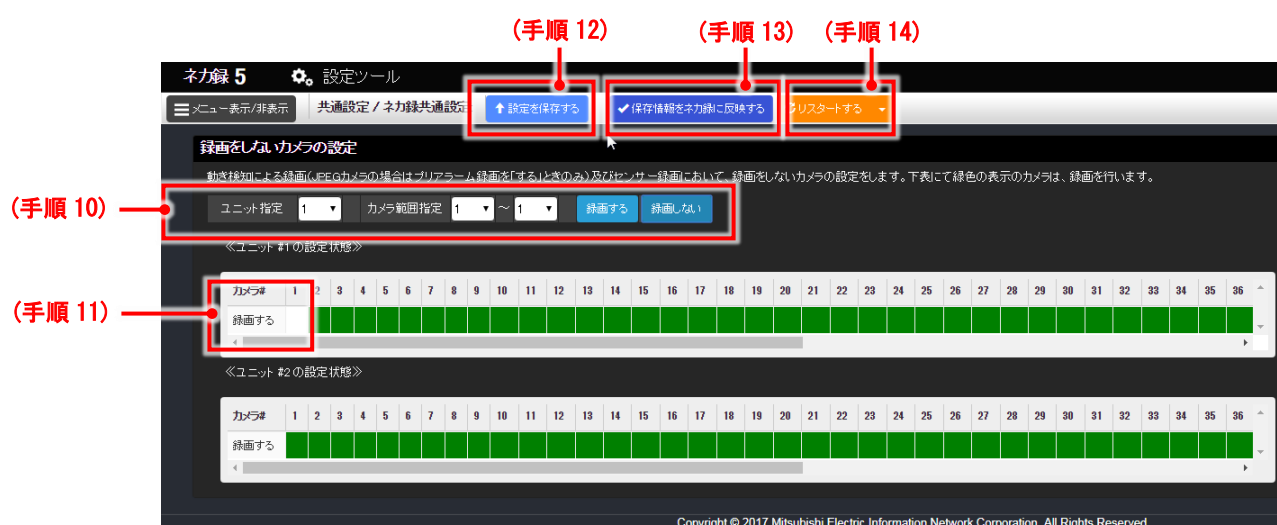 (手順 12) (手順 13) (手順 14)
ネカ録 5 設定ツール
メニュー表示/非表示 共通設定 / ネカ録共通設定 設定を保存する 保存情報をネカ録に反映する リスタートする
録画をしないカメラの設定
動き検知による録画(JPEGカメラの場合はプリアラーム録画を「する」ときのみ)及びセンサー録画において、録画をしないカメラの設定をします。下表にて緑色の表示のカメラは、録画を行います。
(手順 10) ユニット指定 1 カメラ範囲指定 1 ～ 1 録画する 録画しない
≪ユニット #1 の設定状態≫
カメラ# 1 2 3 4 5 6 7 8 9 10 11 12 13 14 15 16 17 18 19 20 21 22 23 24 25 26 27 28 29 30 31 32 33 34 35 36
(手順 11) 録画する
≪ユニット #2 の設定状態≫
カメラ# 1 2 3 4 5 6 7 8 9 10 11 12 13 14 15 16 17 18 19 20 21 22 23 24 25 26 27 28 29 30 31 32 33 34 35 36
録画する
Copyright © 2017 Mitsubishi Electric Information Network Corporation. All Rights Reserved